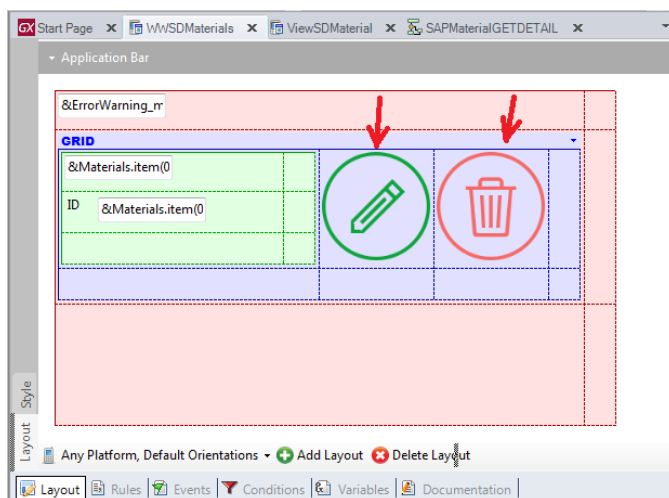 GX Start Page X WWSDMaterials X ViewSDMaterial X SAPMaterialGETDETAIL X
Application Bar
&ErrorWarning_m
GRID
&Materials.item(0
ID &Materials.item(0
Style
Layout
Any Platform, Default Orientations Add Layout Delete Layout
Layout Rules Events Conditions Variables Documentation